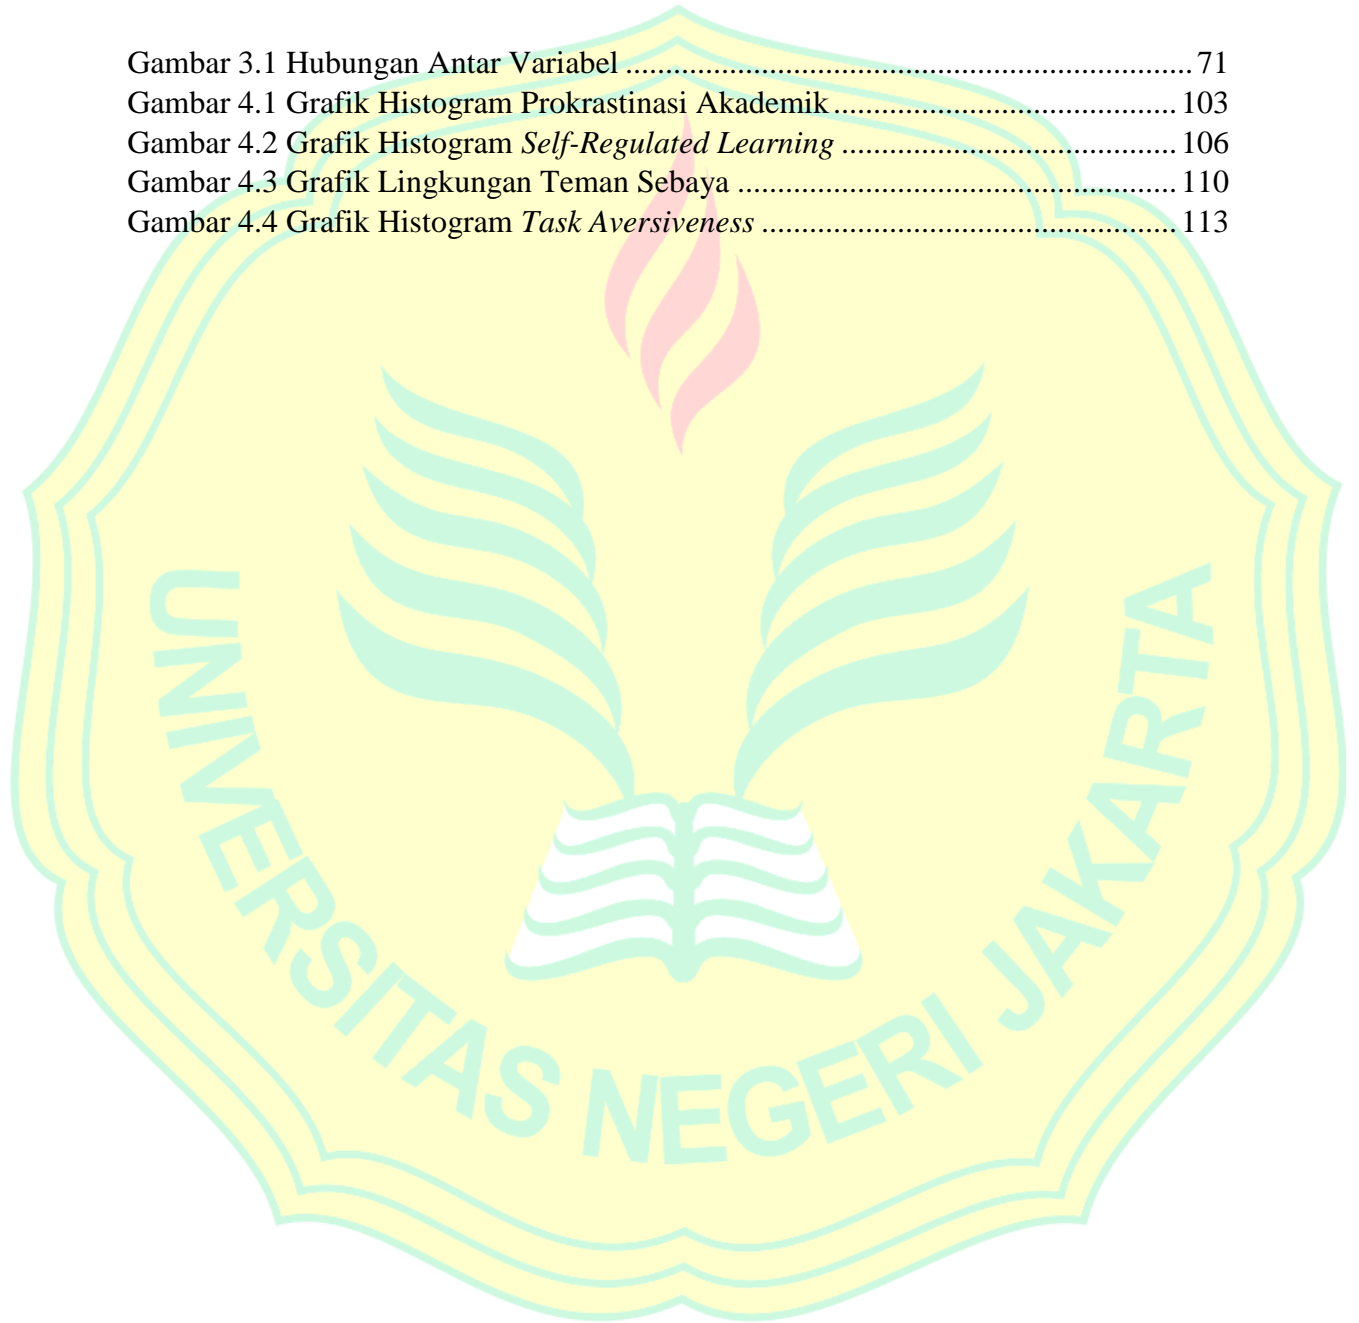 Gambar 3.1 Hubungan Antar Variabel ....................................................................... 71
Gambar 4.1 Grafik Histogram Prokrastinasi Akademik........................................... 103
Gambar 4.2 Grafik Histogram Self-Regulated Learning .......................................... 106
Gambar 4.3 Grafik Lingkungan Teman Sebaya ....................................................... 110
Gambar 4.4 Grafik Histogram Task Aversiveness .................................................... 113
UNIVERSITAS NEGERI JAKARTA